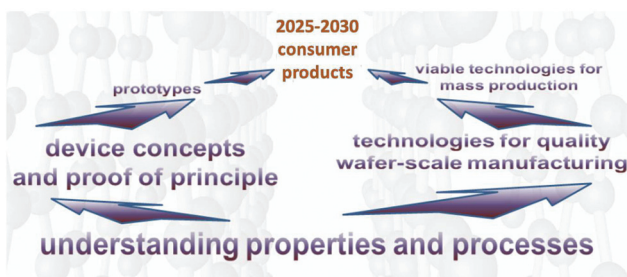 2025-2030
consumer
products
prototypes
viable technologies for
mass production
device concepts
and proof of principle
technologies for quality
wafer-scale manufacturing
understanding properties and processes